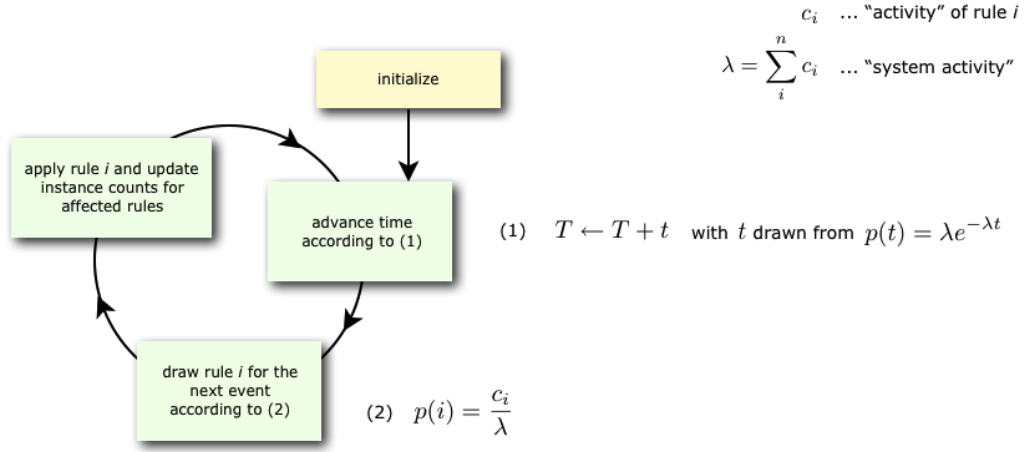 c_i ... “activity” of rule i
λ = ∑_i^n c_i ... “system activity”
initialize
apply rule i and update
instance counts for
affected rules
advance time
according to (1)
(1) T ← T + t with t drawn from p(t) = λe^{−λt}
draw rule i for the
next event
according to (2)
(2) p(i) = c_i/λ